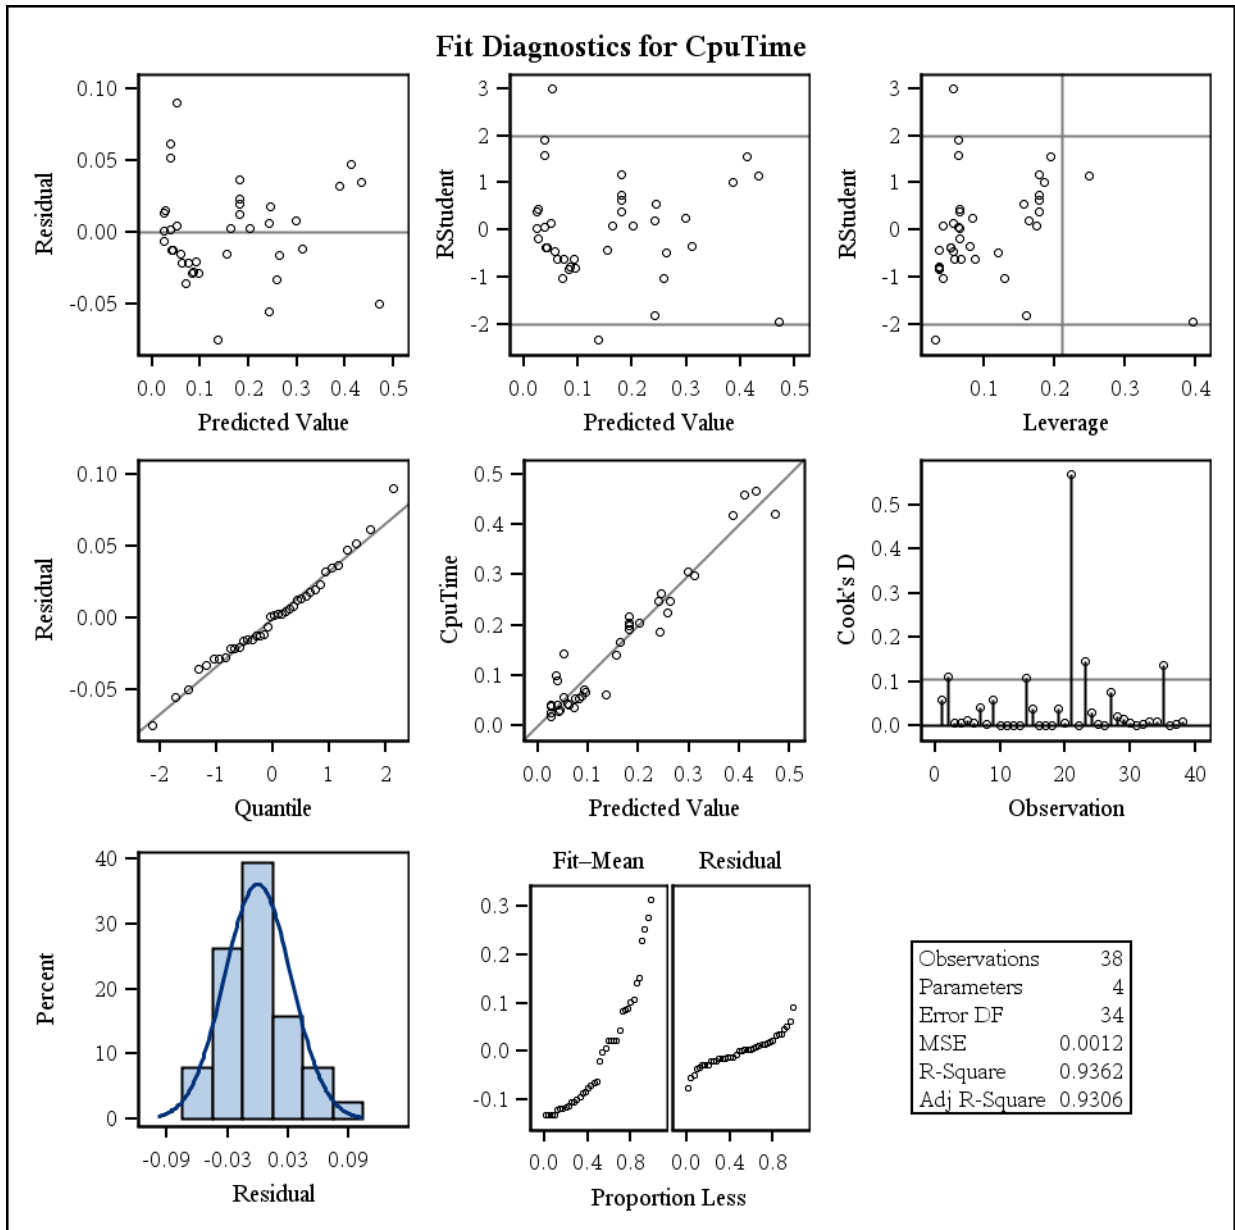 Fit Diagnostics for CpuTime
0.10
0.05
0.00
-0.05
Residual
0.0 0.1 0.2 0.3 0.4 0.5
Predicted Value
3
2
1
0
-1
-2
RStudent
0.0 0.1 0.2 0.3 0.4 0.5
Predicted Value
3
2
1
0
-1
-2
RStudent
0.1 0.2 0.3 0.4
Leverage
0.10
0.05
0.00
-0.05
Residual
-2 -1 0 1 2
Quantile
0.5
0.4
0.3
0.2
0.1
0.0
CpuTime
0.0 0.1 0.2 0.3 0.4 0.5
Predicted Value
0.5
0.4
0.3
0.2
0.1
0.0
Cook's D
0 10 20 30 40
Observation
40
30
20
10
0
Percent
-0.09 -0.03 0.03 0.09
Residual
Fit–Mean Residual
0.3
0.2
0.1
0.0
-0.1
0.0 0.4 0.8 0.0 0.4 0.8
Proportion Less
Observations 38
Parameters 4
Error DF 34
MSE 0.0012
R-Square 0.9362
Adj R-Square 0.9306